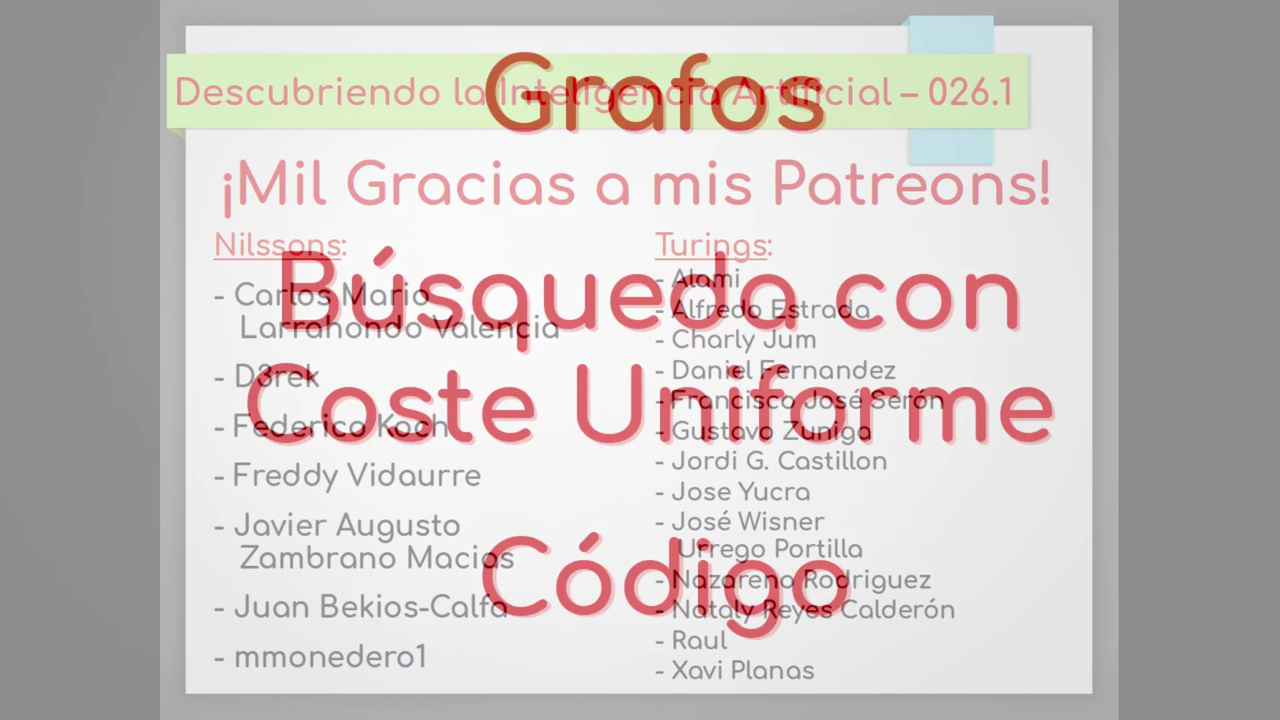 Grafos
Descubriendo la Inteligencia Artificial – 026.1
¡Mil Gracias a mis Patreons!
Nilssons:
- Carlos Mario
Larrahondo Valencia
- D3rek
- Federico Koch
- Freddy Vidaurre
- Javier Augusto
Zambrano Macias
- Juan Bekios-Calfa
- mmonedero1
Turings:
- Alami
- Alfredo Estrada
- Charly Jum
- Daniel Fernandez
- Francisco José Serón
- Gustavo Zuniga
- Jordi G. Castillon
- Jose Yucra
- José Wisner
Urrego Portilla
- Nazareno Rodriguez
- Nataly Reyes Calderón
- Raul
- Xavi Planas
Búsqueda con
Coste Uniforme
Código